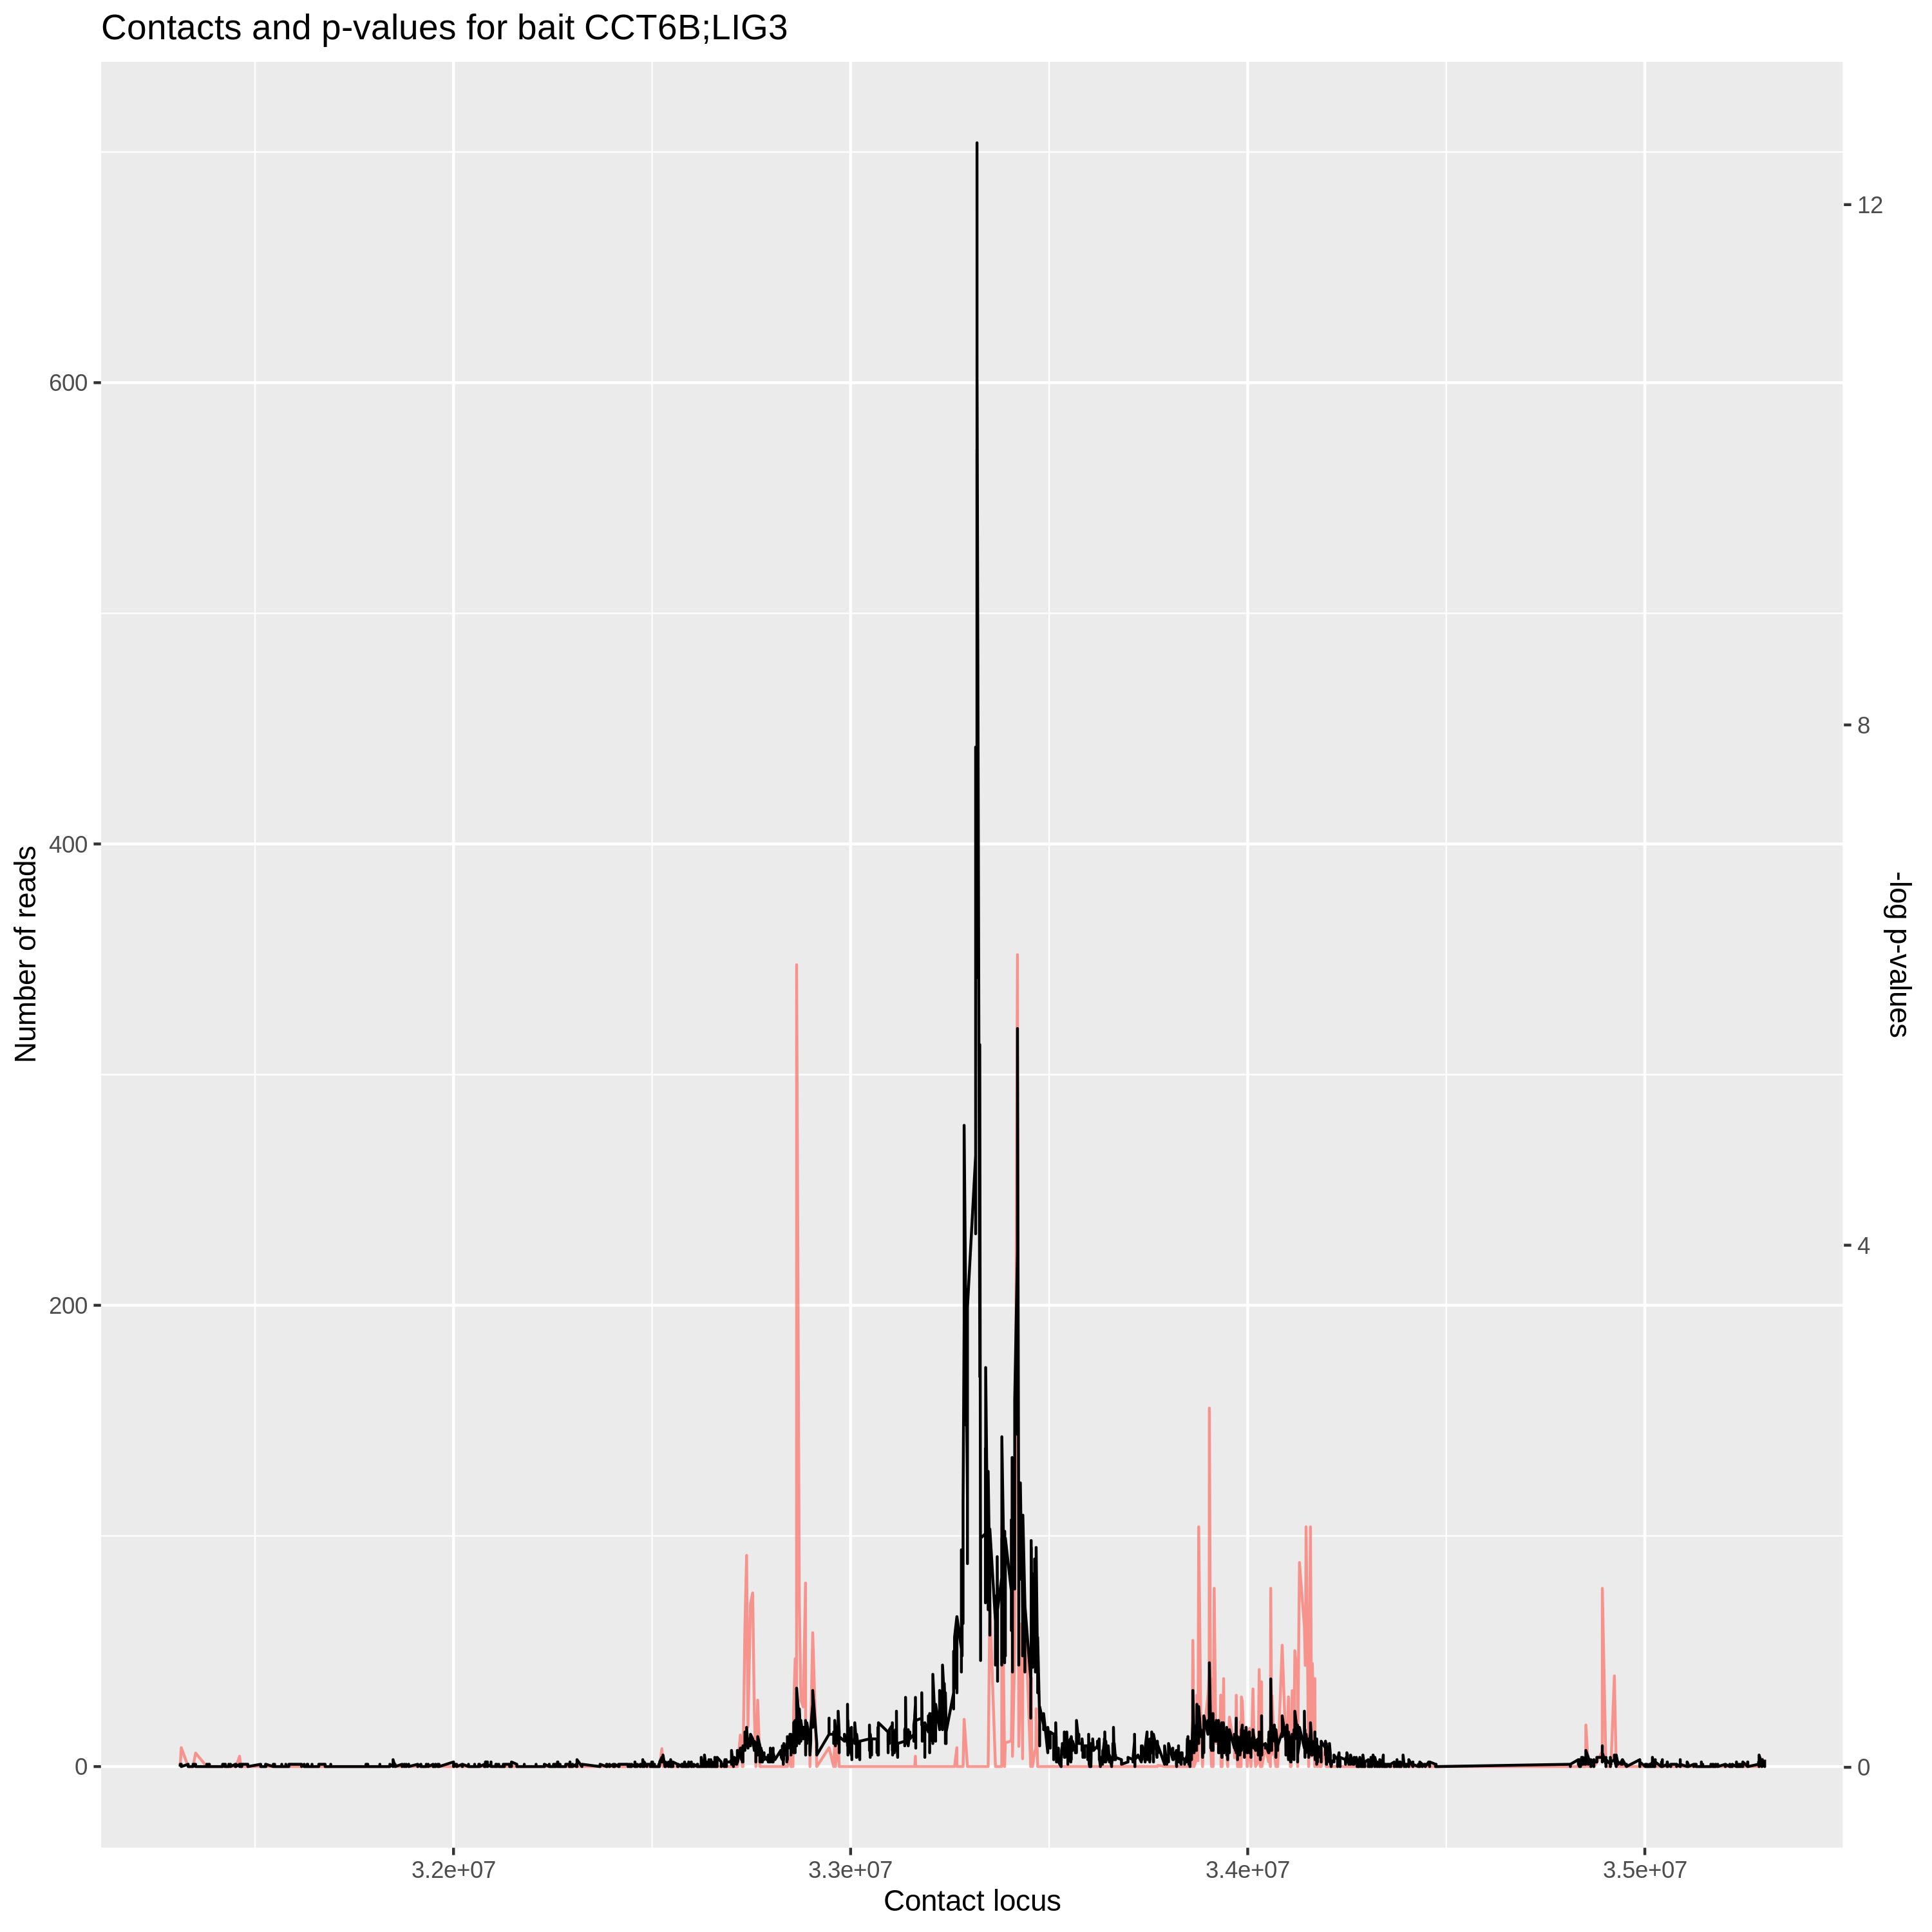 Contacts and p-values for bait CCT6B;LIG3
600
400
200
0
Number of reads
12
8
4
0
-log p-values
3.2e+07
3.3e+07
3.4e+07
3.5e+07
Contact locus